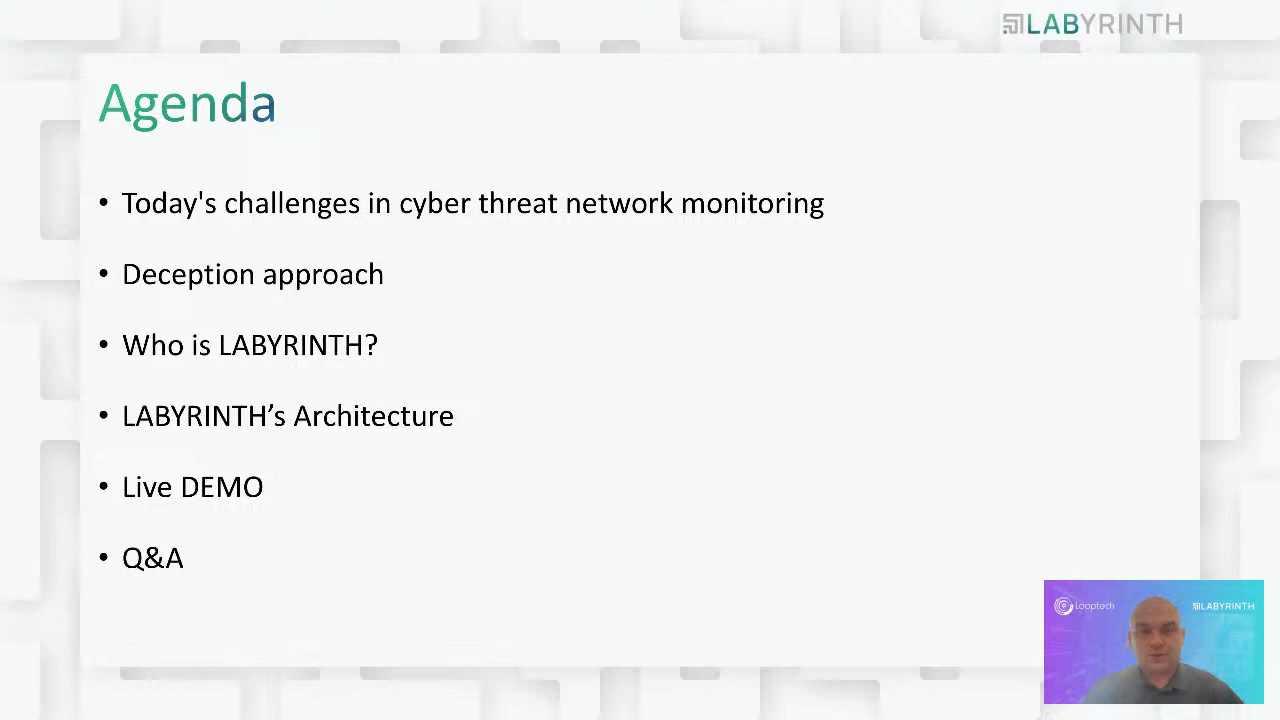 LABYRINTH
Agenda
• Today's challenges in cyber threat network monitoring
• Deception approach
• Who is LABYRINTH?
• LABYRINTH’s Architecture
• Live DEMO
• Q&A
Looptech
LABYRINTH